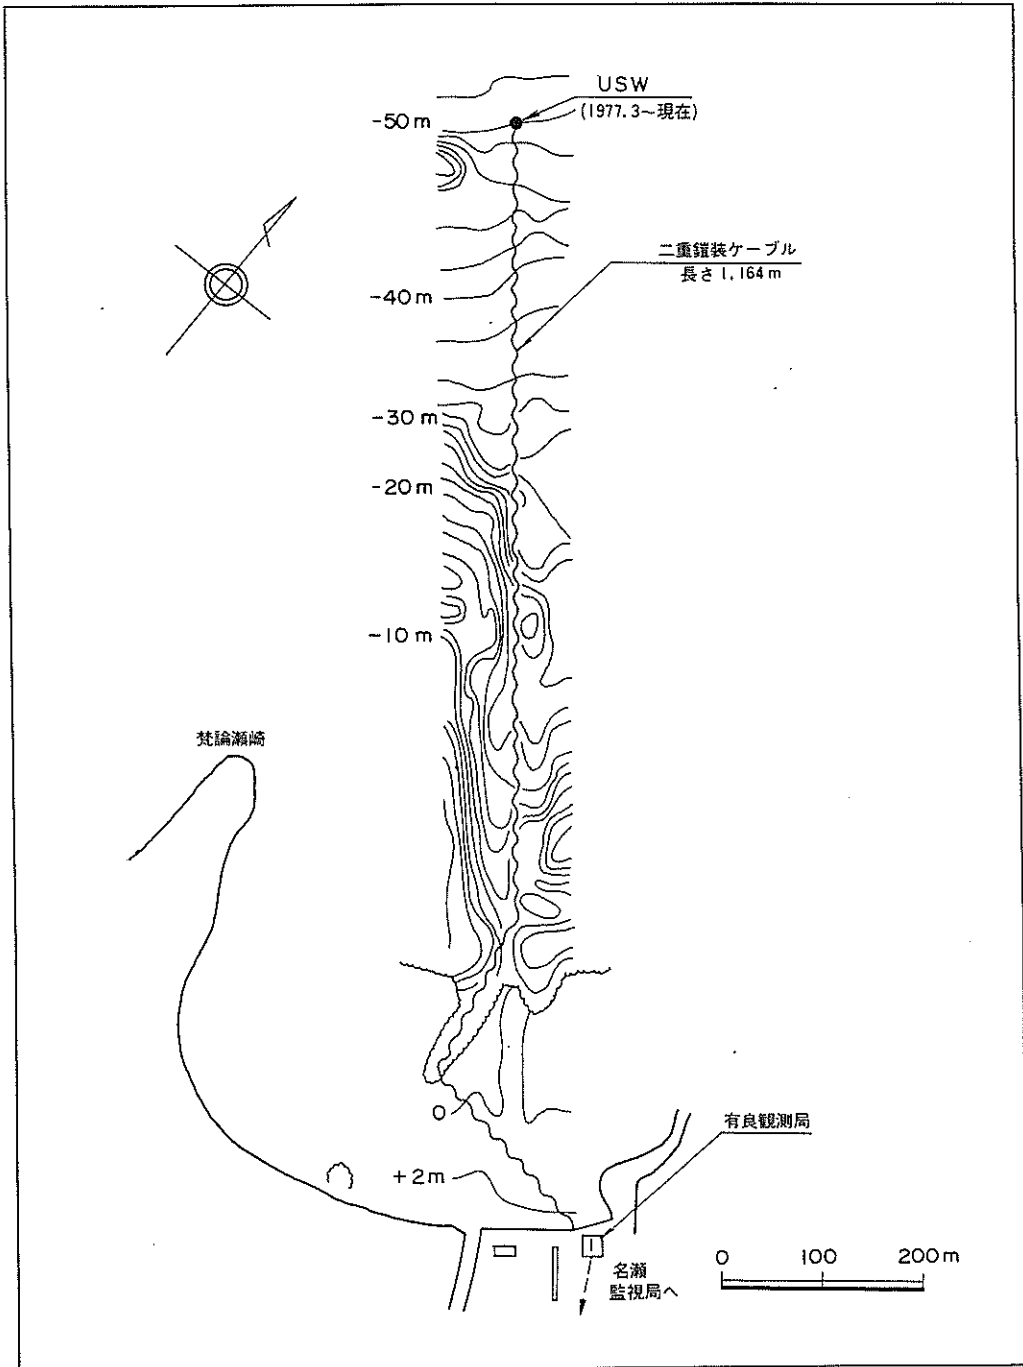 USW
(1977.3~現在)
-50m
二重鎧装ケーブル
長さ1,164m
-40m
-30m
-20m
-10m
梵論瀬崎
0
有良観測局
+2m
名瀬
監視局へ
0 100 200m